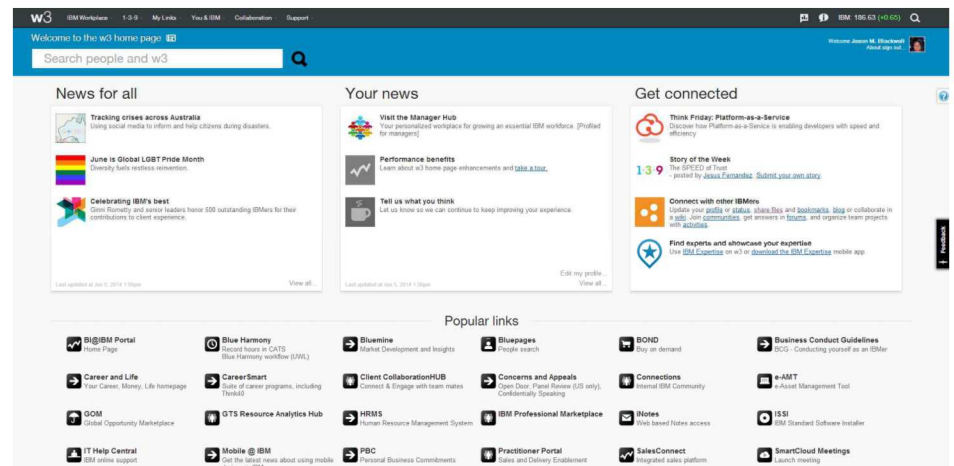 w3 IBM Workplace 1-3-9 My Links You & IBM Collaboration Support IBM: 186.63 (+0.65)
Welcome to the w3 home page
Welcome Jason M. Blackwell
About sign out...
Search people and w3
News for all
Tracking crises across Australia
Using social media to inform and help citizens during disasters.
June is Global LGBT Pride Month
Diversity fuels restless reinvention.
Celebrating IBM's best
Ginni Rometty and senior leaders honor 600 outstanding IBMers for their
contributions to client experience.
Last updated at Jun 5, 2014 1:00pm
View all...
Your news
Visit the Manager Hub
Your personalized workplace for growing an essential IBM workforce. [Profiled
for managers]
Performance benefits
Learn about w3 home page enhancements and take a tour.
Tell us what you think
Let us know so we can continue to keep improving your experience.
Edit my profile...
Last updated at Jun 5, 2014 1:00pm
View all...
Get connected
Think Friday: Platform-as-a-Service
Discover how Platform-as-a-Service is enabling developers with speed and
efficiency
1·3·9
Story of the Week
The SPEED of Trust
- posted by Jesus Fernandez. Submit your own story.
Connect with other IBMers
Update your profile or status, share files and bookmarks, blog or collaborate in
a wiki. Join communities, get answers in forums, and organize team projects
with activities.
Find experts and showcase your expertise
Use IBM Expertise on w3 or download the IBM Expertise mobile app
Feedback
Popular links
BI@IBM Portal
Home Page
Blue Harmony
Record hours in CATS
Blue Harmony workflow (UWL)
Bluemine
Market Development and Insights
Bluepages
People search
BOND
Buy on demand
Business Conduct Guidelines
BCG - Conducting yourself as an IBMer
Career and Life
Your Career, Money, Life homepage
CareerSmart
Suite of career programs, including
Think40
Client CollaborationHUB
Connect & Engage with team mates
Concerns and Appeals
Open Door, Panel Review (US only),
Confidentially Speaking
Connections
Internal IBM Community
e-AMT
e-Asset Management Tool
GOM
Global Opportunity Marketplace
GTS Resource Analytics Hub
HRMS
Human Resource Management System
IBM Professional Marketplace
iNotes
Web based Notes access
ISSI
IBM Standard Software Installer
IT Help Central
IBM online support
Mobile @ IBM
Get the latest news about using mobile
PBC
Personal Business Commitments
Practitioner Portal
Sales and Delivery Enablement
SalesConnect
Integrated sales platform
SmartCloud Meetings
Launch meeting